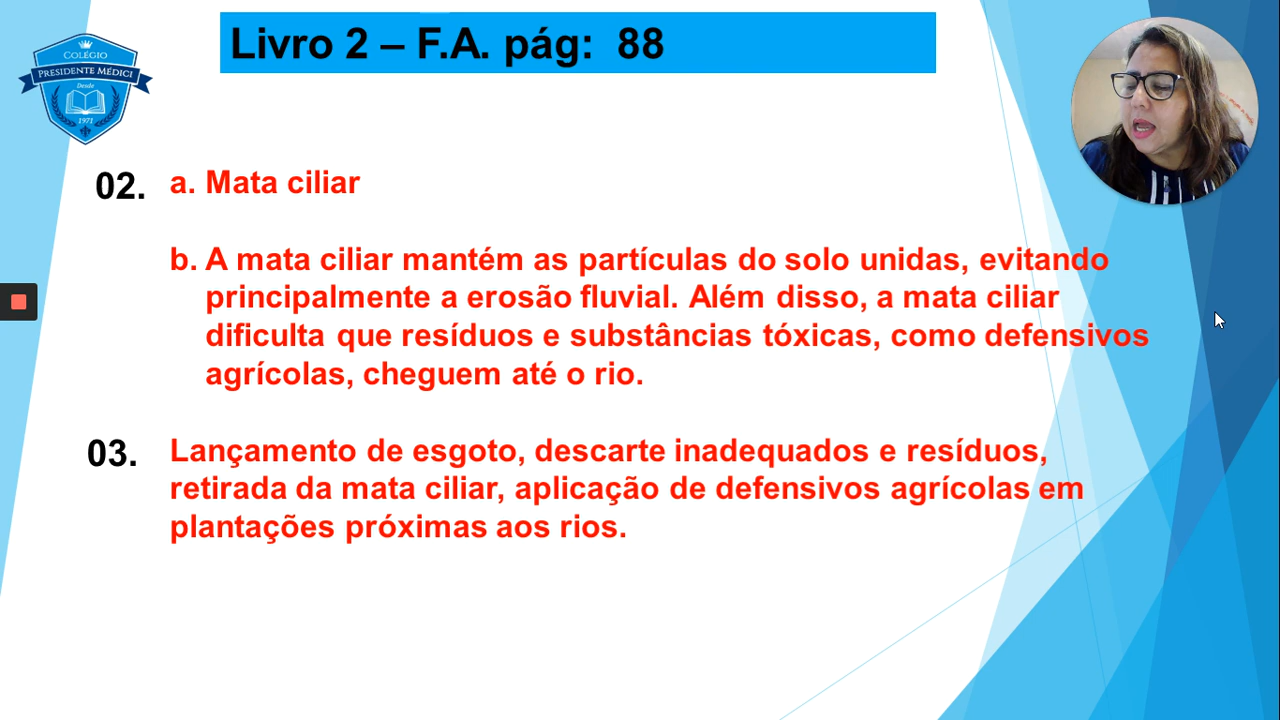 COLÉGIO
PRESIDENTE MÉDICI
Desde
1971
Livro 2 – F.A. pág: 88
02. a. Mata ciliar
b. A mata ciliar mantém as partículas do solo unidas, evitando
principalmente a erosão fluvial. Além disso, a mata ciliar
dificulta que resíduos e substâncias tóxicas, como defensivos
agrícolas, cheguem até o rio.
03. Lançamento de esgoto, descarte inadequados e resíduos,
retirada da mata ciliar, aplicação de defensivos agrícolas em
plantações próximas aos rios.